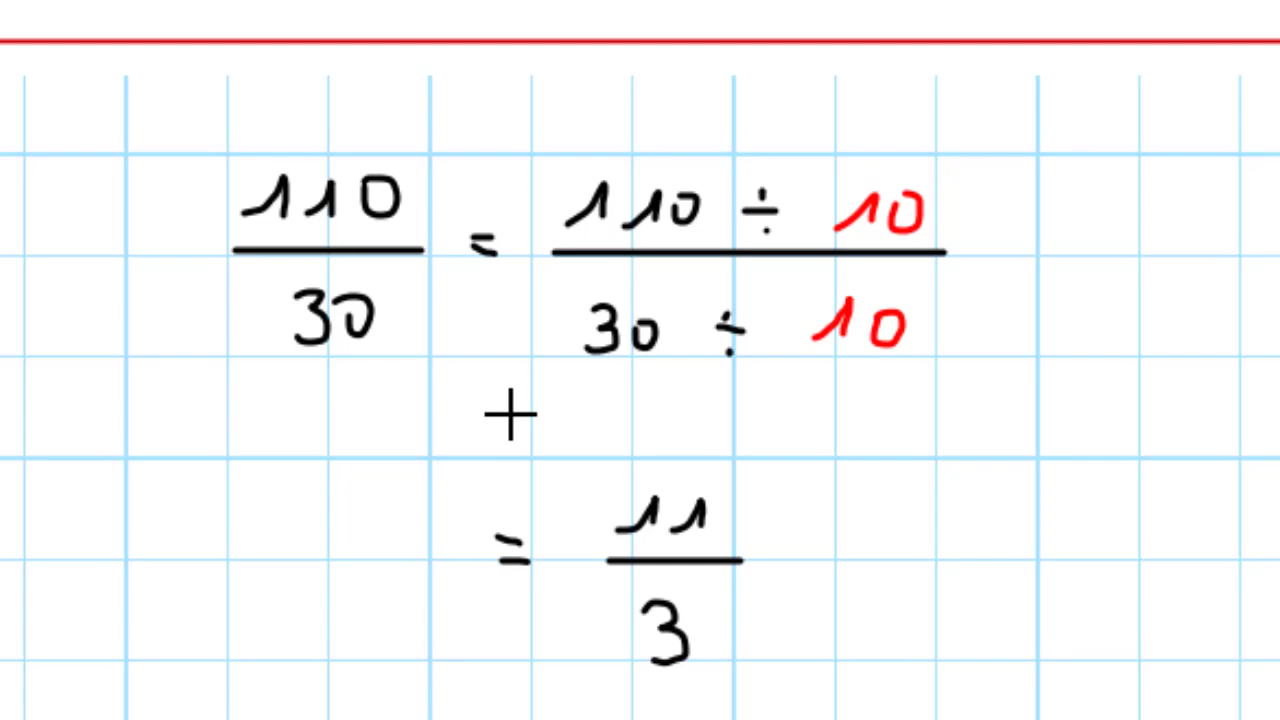 110/30 = 110 ÷ 10/30 ÷ 10
= 11/3